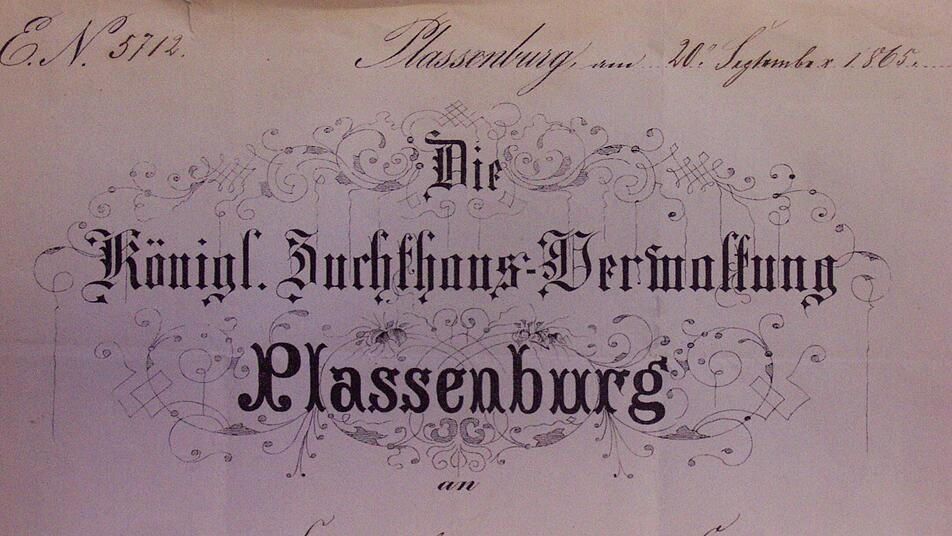 E. N. 5712. Plassenburg, am 20. September 1865.
Die
Königl. Zuchthaus-Verwaltung
Plassenburg
an